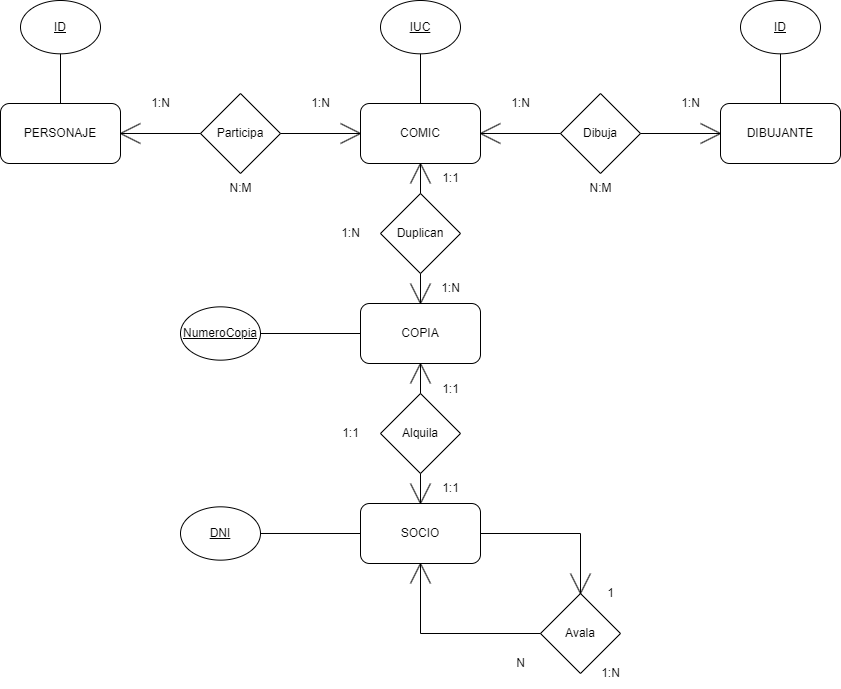 ID
IUC
ID
1:N
1:N
1:N
1:N
PERSONAJE
Participa
COMIC
Dibuja
DIBUJANTE
N:M
1:1
N:M
1:N
Duplican
1:N
NumeroCopia
COPIA
1:1
1:1
Alquila
1:1
DNI
SOCIO
1
Avala
N
1:N